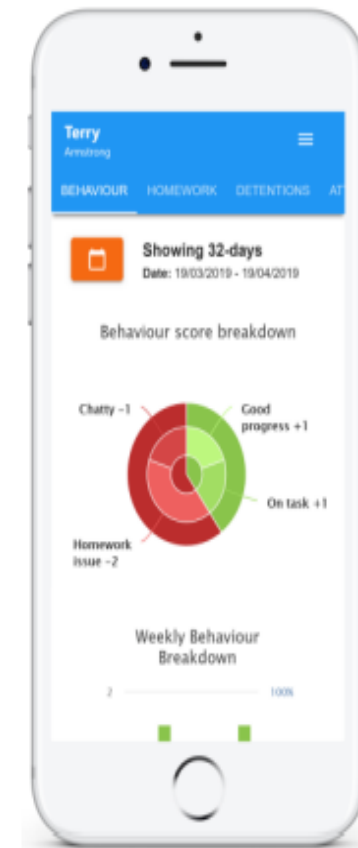 Terry
Armstrong
BEHAVIOUR HOMEWORK DETENTIONS AT
Showing 32-days
Date: 19/03/2019 - 19/04/2019
Behaviour score breakdown
Chatty -1
Good
progress +1
On task +1
Homework
issue -2
Weekly Behaviour
Breakdown
2 100%